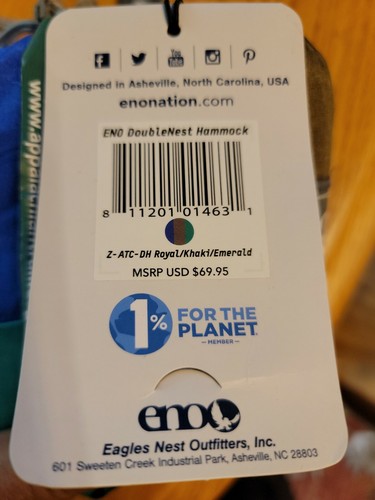 You Tube
Designed in Asheville, North Carolina, USA
enonation.com
ENO DoubleNest Hammock
8 11201 01463 1
Z-ATC-DH Royal/Khaki/Emerald
MSRP USD $69.95
1% FOR THE
PLANET
MEMBER
eno
Eagles Nest Outfitters, Inc.
601 Sweeten Creek Industrial Park, Asheville, NC 28803